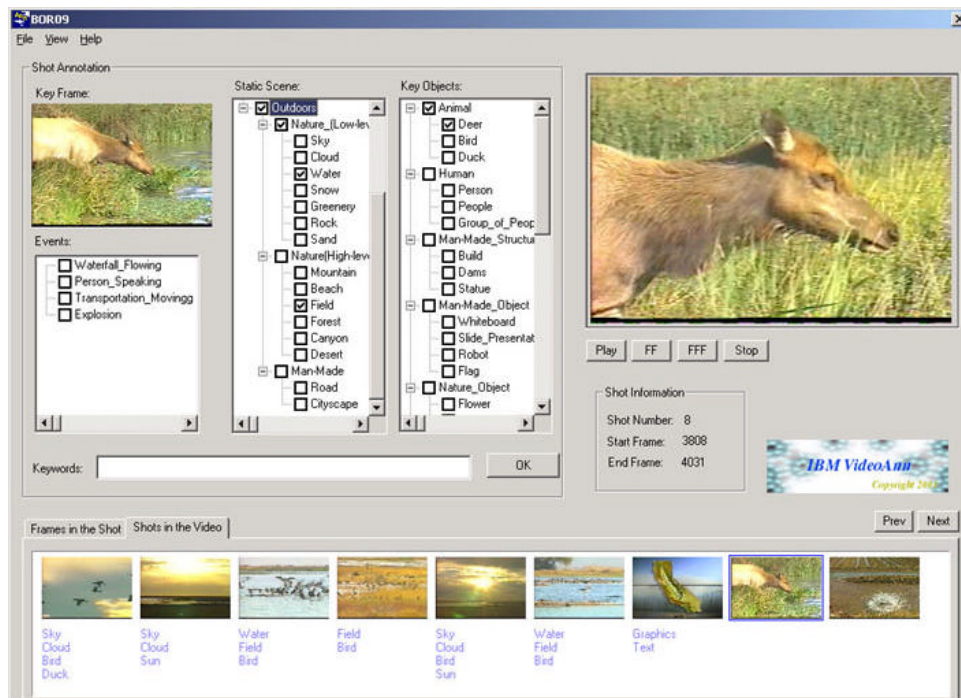 BOR09
File View Help
Shot Annotation
Key Frame:
Static Scene:
Key Objects:
Outdoors
Nature_(Low-lev
Sky
Cloud
Water
Snow
Greenery
Rock
Sand
Nature(High-leve
Mountain
Beach
Field
Forest
Canyon
Desert
Man-Made
Road
Cityscape
Animal
Deer
Bird
Duck
Human
Person
People
Group_of_Peop
Man-Made_Structu
Build
Dams
Statue
Man-Made_Object
Whiteboard
Slide_Presentat
Robot
Flag
Nature_Object
Flower
Events:
Waterfall_Flowing
Person_Speaking
Transportation_Movingg
Explosion
Keywords:
OK
Play FF FFF Stop
Shot Information
Shot Number: 8
Start Frame: 3808
End Frame: 4031
IBM VideoAnn
Copyright
Prev Next
Frames in the Shot Shots in the Video
Sky
Cloud
Bird
Duck
Sky
Cloud
Sun
Water
Field
Bird
Field
Bird
Sky
Cloud
Bird
Sun
Water
Field
Bird
Graphics
Text